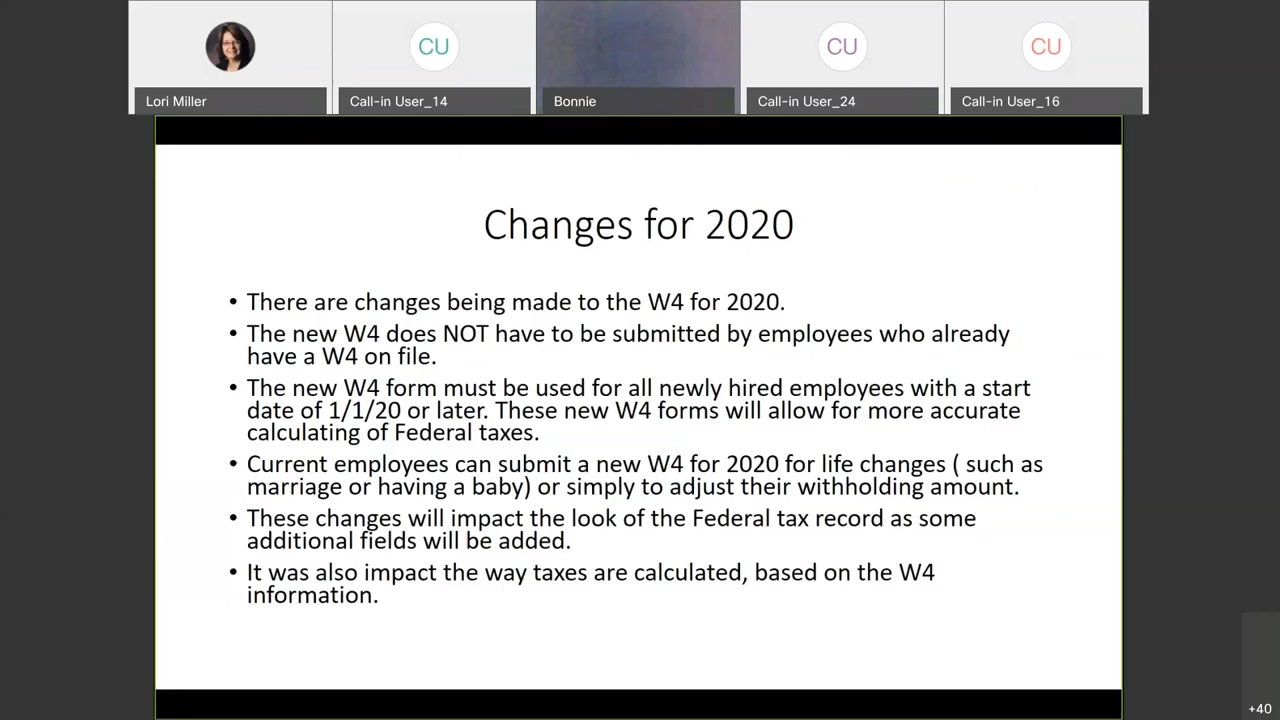 CU
CU
CU
Lori Miller
Call-in User_14
Bonnie
Call-in User_24
Call-in User_16
Changes for 2020
• There are changes being made to the W4 for 2020.
• The new W4 does NOT have to be submitted by employees who already
have a W4 on file.
• The new W4 form must be used for all newly hired employees with a start
date of 1/1/20 or later. These new W4 forms will allow for more accurate
calculating of Federal taxes.
• Current employees can submit a new W4 for 2020 for life changes ( such as
marriage or having a baby) or simply to adjust their withholding amount.
• These changes will impact the look of the Federal tax record as some
additional fields will be added.
• It was also impact the way taxes are calculated, based on the W4
information.
+40